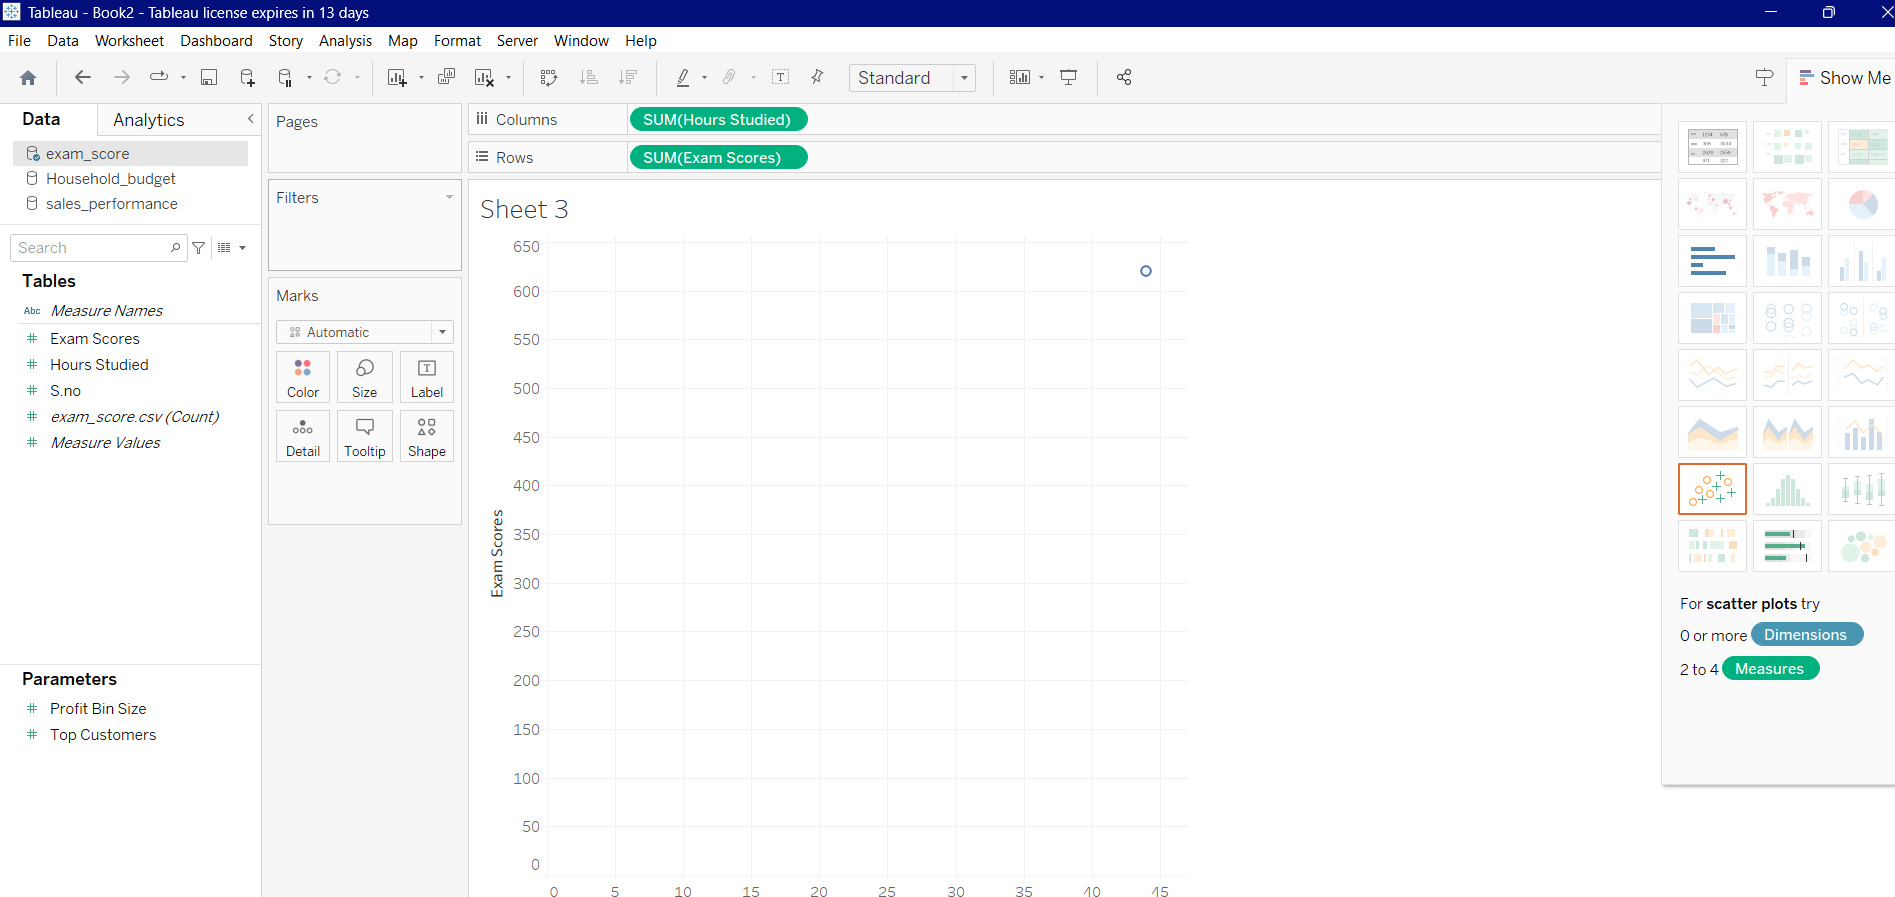 Tableau - Book2 - Tableau license expires in 13 days
File Data Worksheet Dashboard Story Analysis Map Format Server Window Help
Standard
Show Me
Data Analytics
exam_score
Household_budget
sales_performance
Search
Tables
Abc Measure Names
Exam Scores
Hours Studied
S.no
exam_score.csv (Count)
Measure Values
Parameters
Profit Bin Size
Top Customers
Pages
Filters
Marks
Automatic
Color Size Label
Detail Tooltip Shape
Columns SUM(Hours Studied)
Rows SUM(Exam Scores)
Sheet 3
Exam Scores
650
600
550
500
450
400
350
300
250
200
150
100
50
0
0 5 10 15 20 25 30 35 40 45
For scatter plots try
0 or more Dimensions
2 to 4 Measures